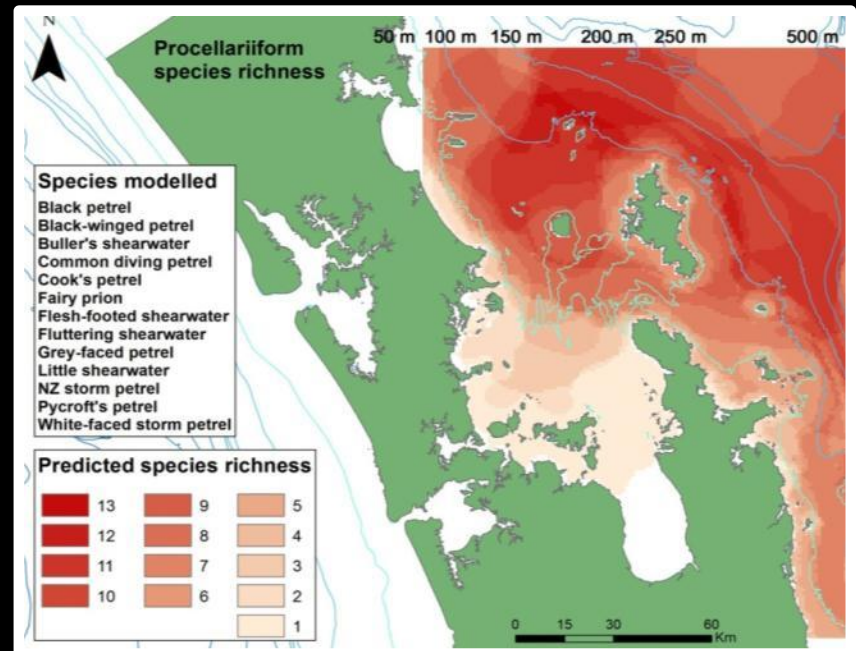 N
Procellariiform
species richness
50 m 100 m 150 m 200 m 250 m 500 m
Species modelled
Black petrel
Black-winged petrel
Buller's shearwater
Common diving petrel
Cook's petrel
Fairy prion
Flesh-footed shearwater
Fluttering shearwater
Grey-faced petrel
Little shearwater
NZ storm petrel
Pycroft's petrel
White-faced storm petrel
Predicted species richness
13 9 5
12 8 4
11 7 3
10 6 2
1
0 15 30 60
Km